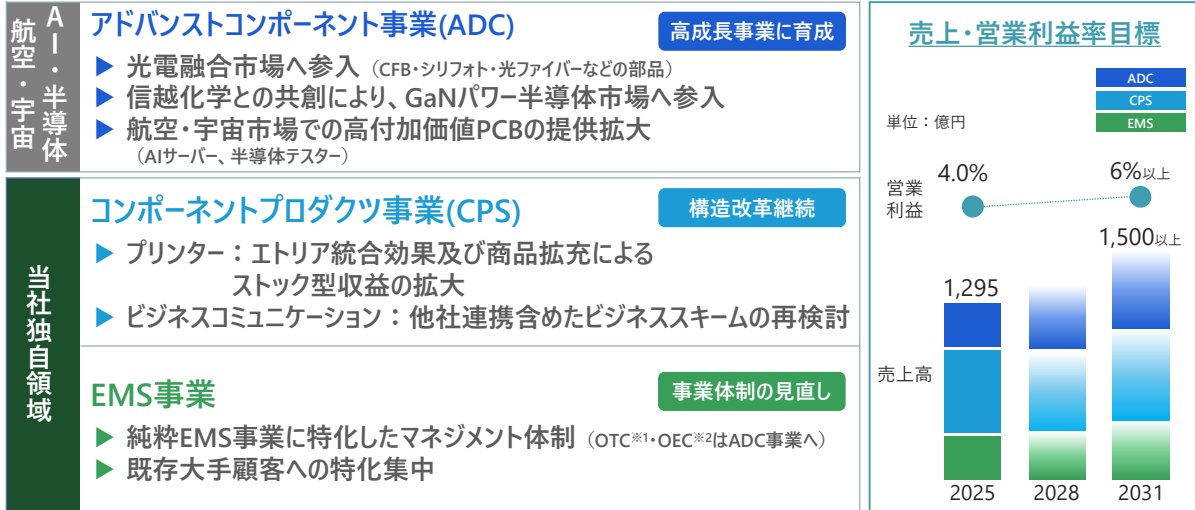 AI・半導体
航空・宇宙
アドバンストコンポーネント事業(ADC)
高成長事業に育成
▶ 光電融合市場へ参入（CFB・シリフォト・光ファイバーなどの部品）
▶ 信越化学との共創により、GaNパワー半導体市場へ参入
▶ 航空・宇宙市場での高付加価値PCBの提供拡大
（AIサーバー、半導体テスター）
当社独自領域
コンポーネントプロダクツ事業(CPS)
構造改革継続
▶ プリンター：エトリア統合効果及び商品拡充による
ストック型収益の拡大
▶ ビジネスコミュニケーション：他社連携含めたビジネススキームの再検討
EMS事業
事業体制の見直し
▶ 純粋EMS事業に特化したマネジメント体制（OTC※1・OEC※2はADC事業へ）
▶ 既存大手顧客への特化集中
売上・営業利益率目標
ADC
CPS
EMS
単位：億円
営業
利益
4.0%
6%以上
1,500以上
1,295
売上高
2025
2028
2031